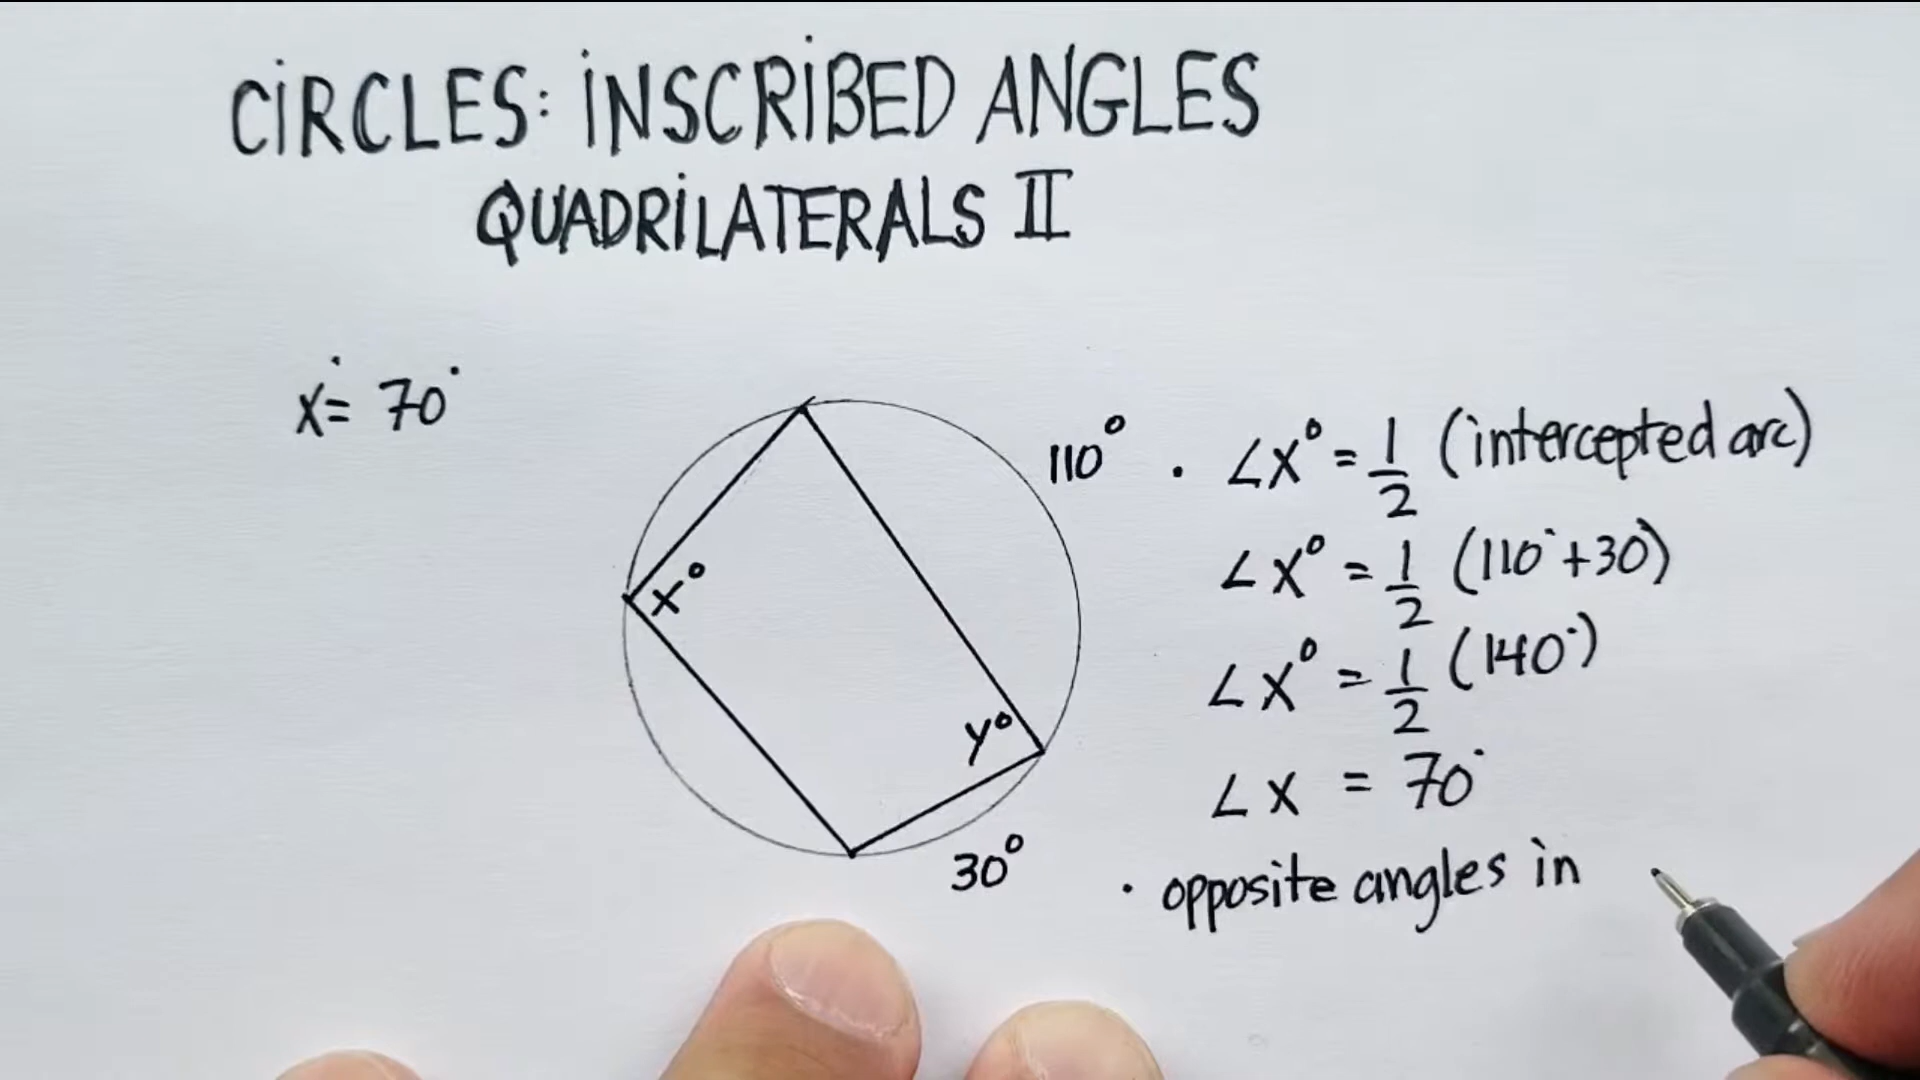 CiRCLES: iNSCRiBED ANGLES
QUADRiLATERALS II
x = 70°
110°
x°
y°
30°
· ∠x° = 1/2 (intercepted arc)
∠x° = 1/2 (110° + 30°)
∠x° = 1/2 (140°)
∠x = 70°
· opposite angles in